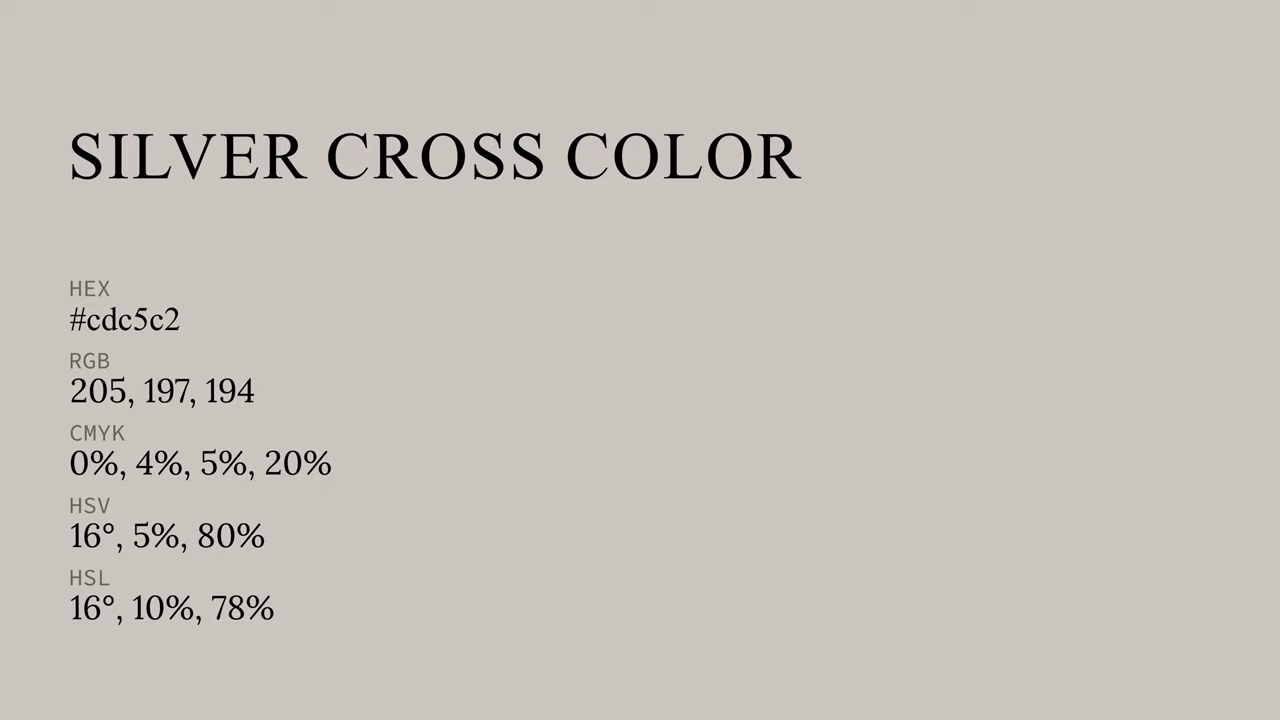 SILVER CROSS COLOR
HEX
#cdc5c2
RGB
205, 197, 194
CMYK
0%, 4%, 5%, 20%
HSV
16°, 5%, 80%
HSL
16°, 10%, 78%